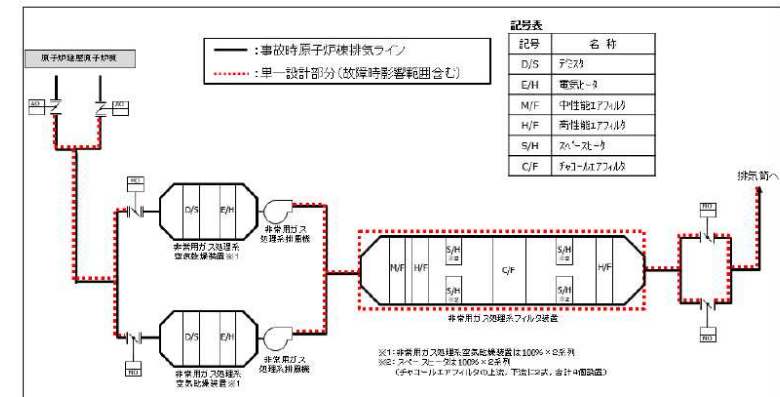 記号表
記号 名称
D/S デミスタ
E/H 電気ヒータ
M/F 中性能エアフィルタ
H/F 高性能エアフィルタ
S/H スペースヒータ
C/F チャコールエアフィルタ
:事故時原子炉棟排気ライン
:単一設計部分(故障時影響範囲含む)
原子炉建屋原子炉棟
AO
AO
排気筒へ
MO
D/S
E/H
非常用ガス処理系
空気乾燥装置※1
非常用ガス
処理系排風機
M/F
H/F
S/H
※2
S/H
※2
C/F
S/H
※2
S/H
※2
H/F
非常用ガス処理系フィルタ装置
MO
MO
MO
D/S
E/H
非常用ガス処理系
空気乾燥装置※1
非常用ガス
処理系排風機
※1:非常用ガス処理系空気乾燥装置は100%×2系列
※2:スペースヒータは100%×2系列
(チャコールエアフィルタの上流,下流に2式,合計4個設置)